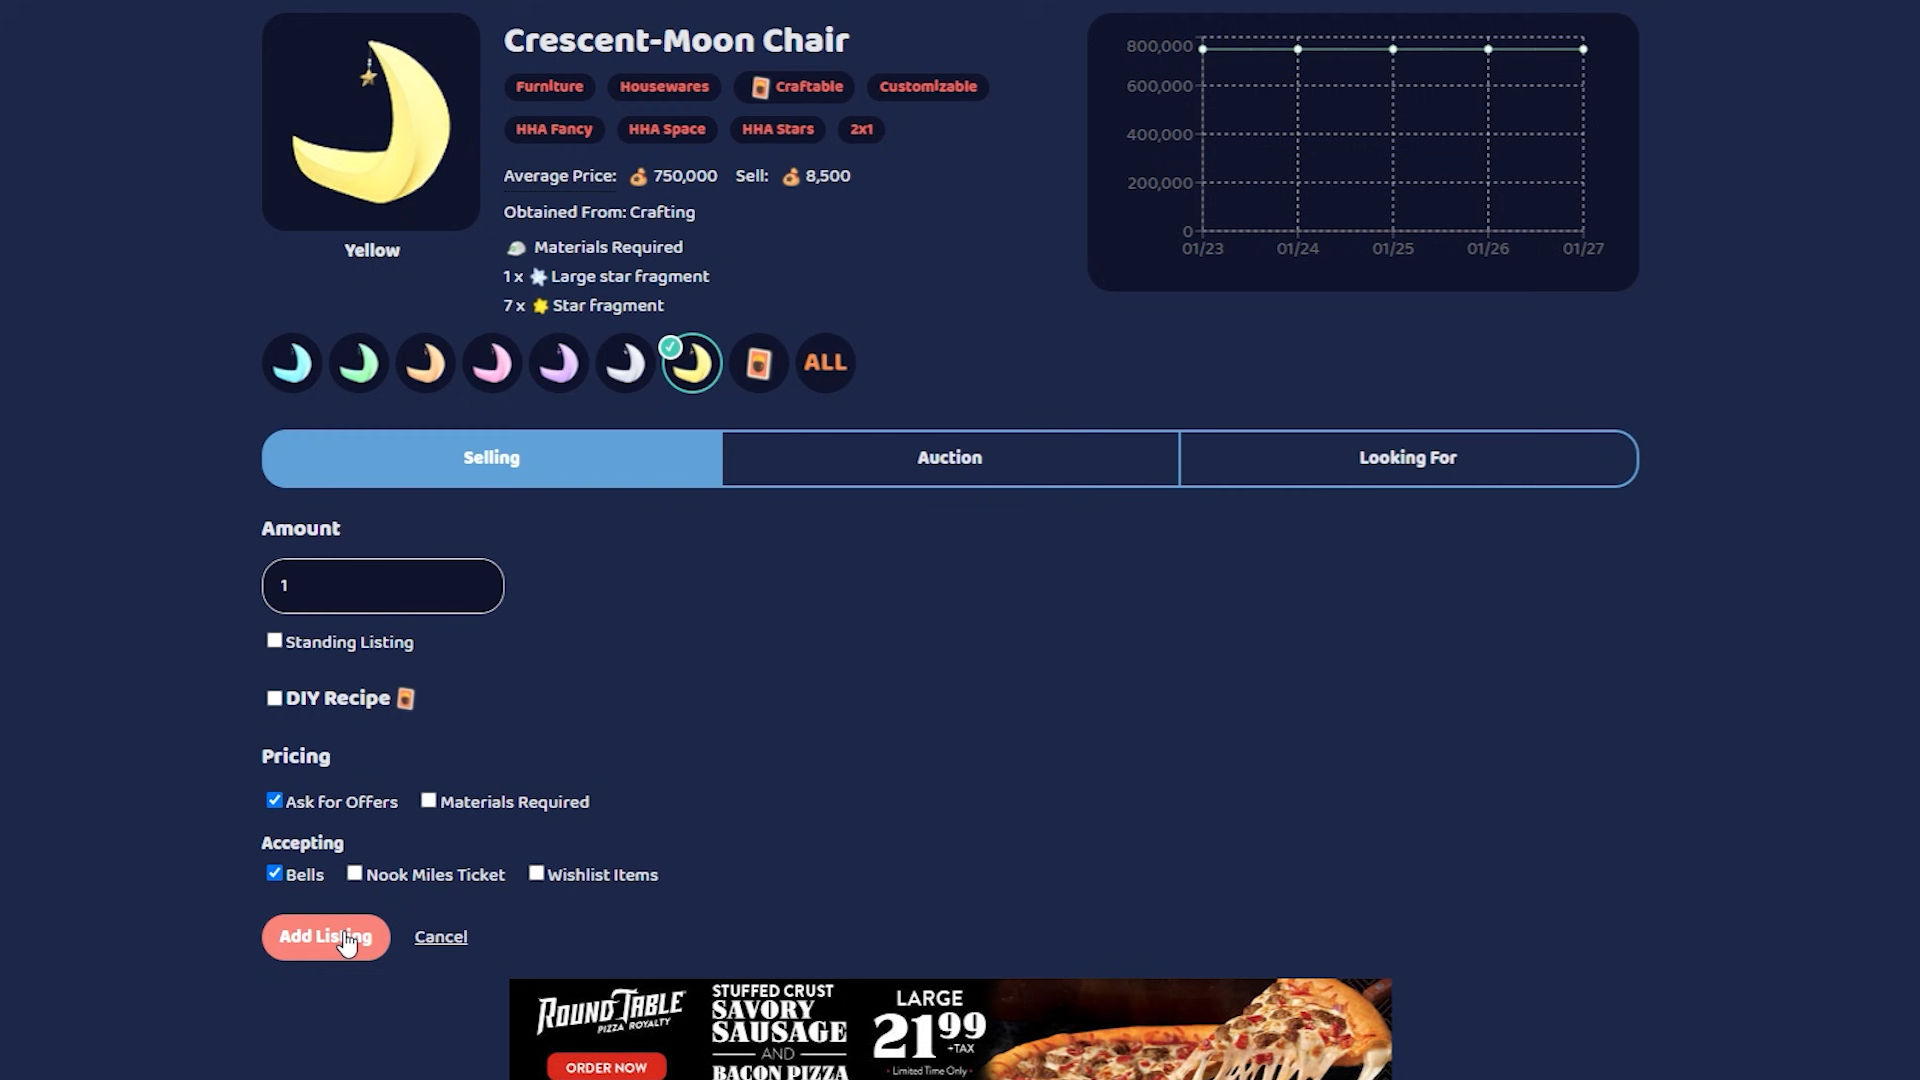 Crescent-Moon Chair
Furniture Housewares Craftable Customizable
HHA Fancy HHA Space HHA Stars 2x1
Average Price: 750,000 Sell: 8,500
Obtained From: Crafting
Materials Required
1 x Large star fragment
7 x Star fragment
Yellow
800,000
600,000
400,000
200,000
0
01/23 01/24 01/25 01/26 01/27
ALL
Selling Auction Looking For
Amount
1
Standing Listing
DIY Recipe
Pricing
Ask for Offers Materials Required
Accepting
Bells Nook Miles Ticket Wishlist Items
Add Listing Cancel
ROUND TABLE
PIZZA ROYALTY
ORDER NOW
STUFFED CRUST
SAVORY
SAUSAGE
AND
BACON PIZZA
LARGE
2199
+TAX
· Limited Time Only ·